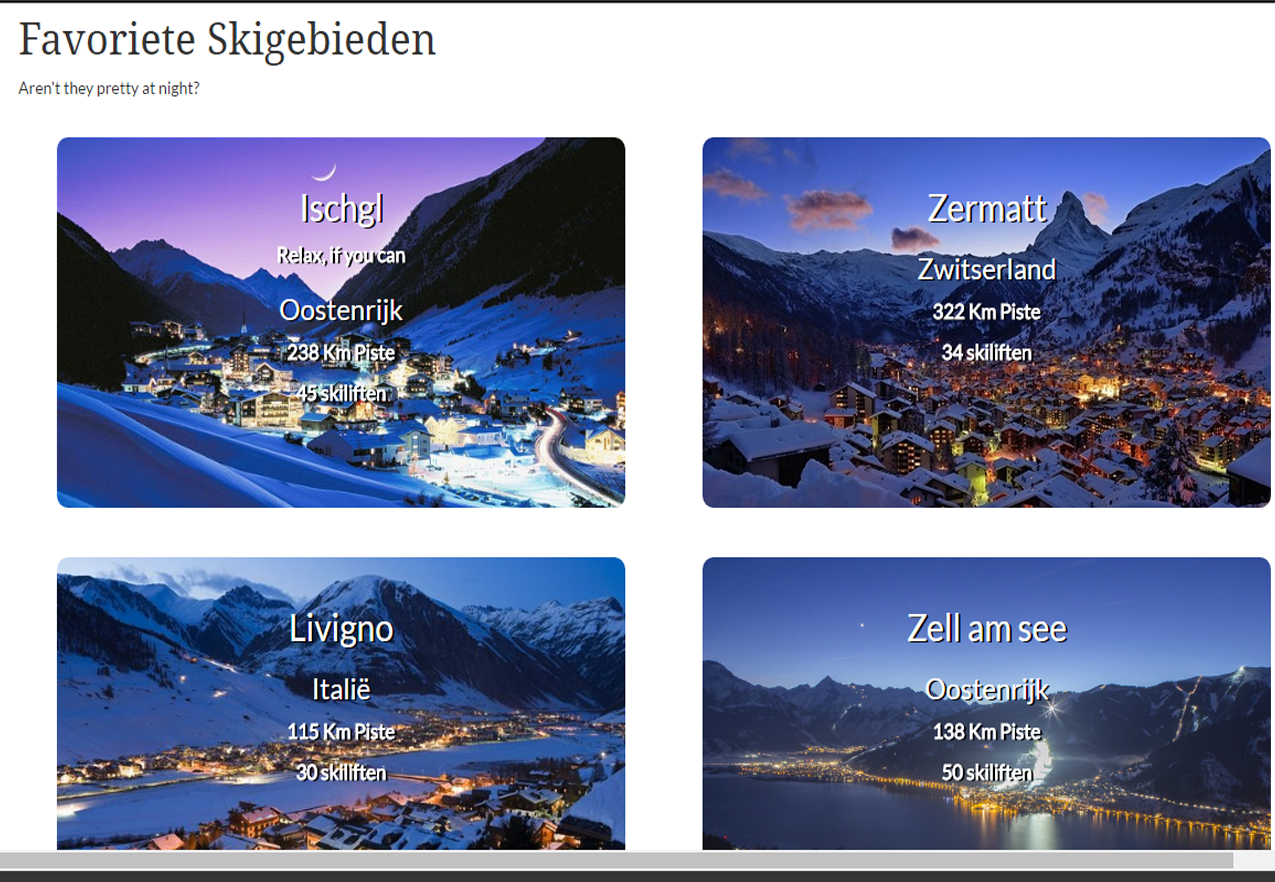 Favoriete Skigebieden
Aren't they pretty at night?
Ischgl
Relax, if you can
Oostenrijk
238 Km Piste
45 skiliften
Zermatt
Zwitserland
322 Km Piste
34 skiliften
Livigno
Italië
115 Km Piste
30 skiliften
Zell am see
Oostenrijk
138 Km Piste
50 skiliften